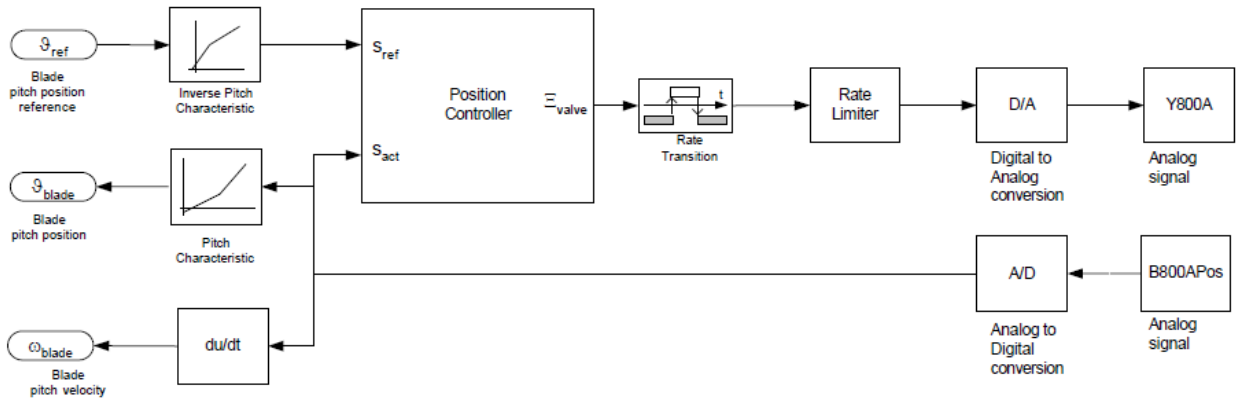 ϑref
Blade
pitch position
reference
Inverse Pitch
Characteristic
Sref
Sact
Position
Controller
Ξvalve
t
Rate
Transition
Rate
Limiter
D/A
Digital to
Analog
conversion
Y800A
Analog
signal
ϑblade
Blade
pitch position
Pitch
Characteristic
A/D
Analog to
Digital
conversion
B800APos
Analog
signal
ωblade
Blade
pitch velocity
du/dt